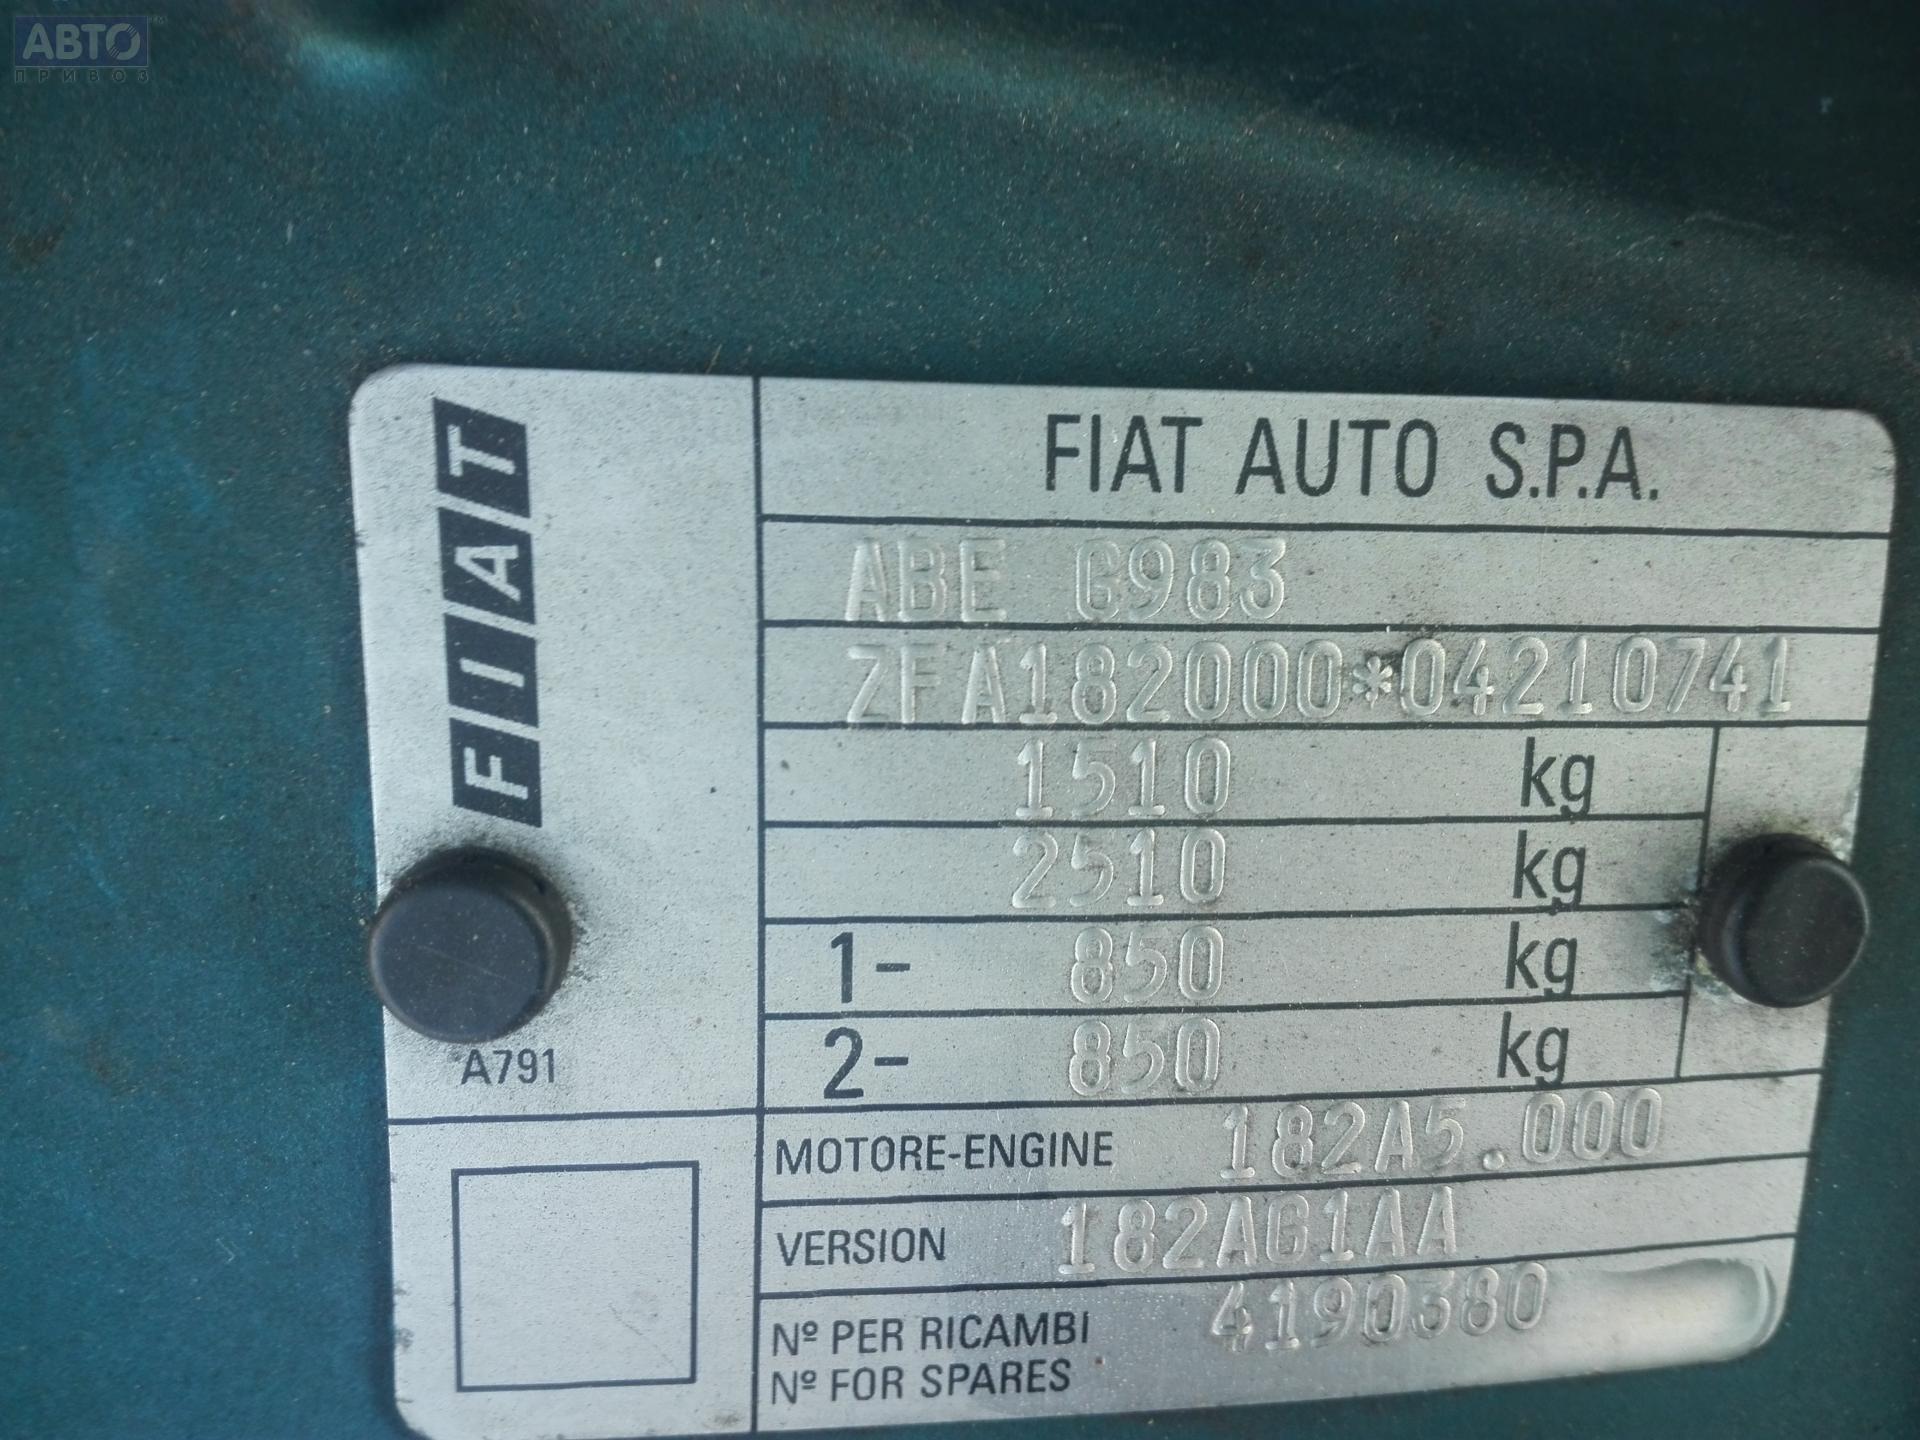 АВТО™
ПРИВОЗ
FIAT
FIAT AUTO S.P.A.
ABE G983
ZFA182000*04210741
1510 kg
2510 kg
1- 850 kg
2- 850 kg
A791
MOTORE-ENGINE 182A5.000
VERSION 182AG1AA
Nº PER RICAMBI 4190380
Nº FOR SPARES